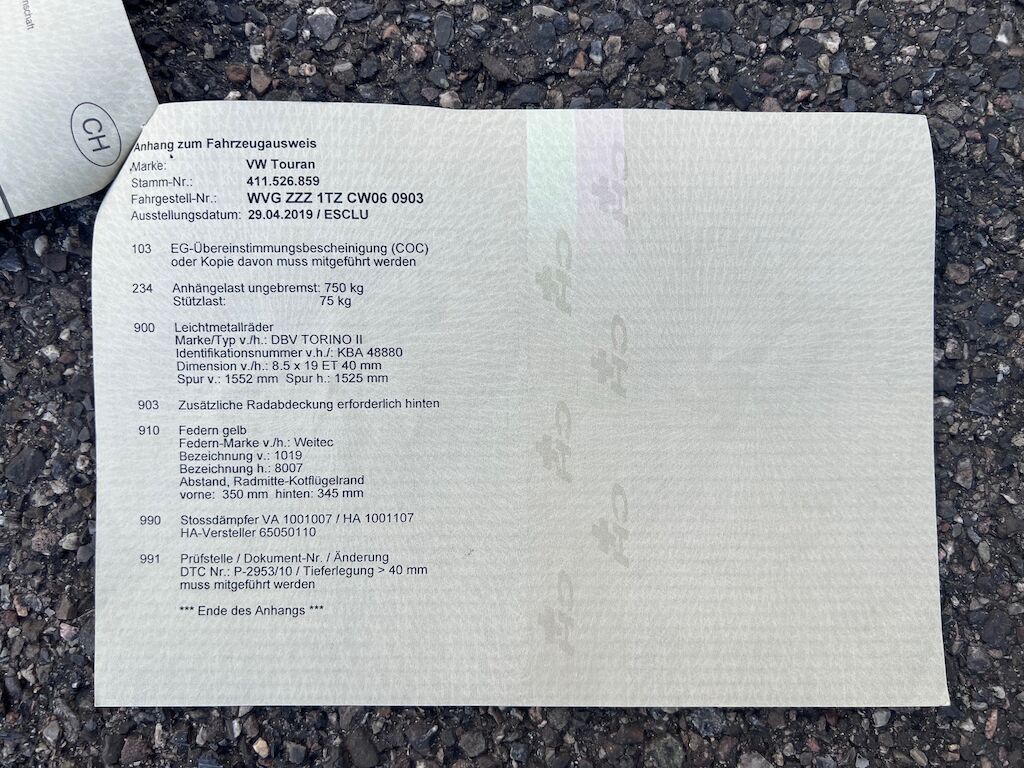 nschaft
CH
Anhang zum Fahrzeugausweis
Marke: VW Touran
Stamm-Nr.: 411.526.859
Fahrgestell-Nr.: WVG ZZZ 1TZ CW06 0903
Ausstellungsdatum: 29.04.2019 / ESCLU
103 EG-Übereinstimmungsbescheinigung (COC)
oder Kopie davon muss mitgeführt werden
234 Anhängelast ungebremst: 750 kg
Stützlast: 75 kg
900 Leichtmetallräder
Marke/Typ v./h.: DBV TORINO II
Identifikationsnummer v.h./: KBA 48880
Dimension v./h.: 8.5 x 19 ET 40 mm
Spur v.: 1552 mm Spur h.: 1525 mm
903 Zusätzliche Radabdeckung erforderlich hinten
910 Federn gelb
Federn-Marke v./h.: Weitec
Bezeichnung v.: 1019
Bezeichnung h.: 8007
Abstand, Radmitte-Kotflügelrand
vorne: 350 mm hinten: 345 mm
990 Stossdämpfer VA 1001007 / HA 1001107
HA-Versteller 65050110
991 Prüfstelle / Dokument-Nr. / Änderung
DTC Nr.: P-2953/10 / Tieferlegung > 40 mm
muss mitgeführt werden
*** Ende des Anhangs ***
CH
CH
CH
CH
CH
CH